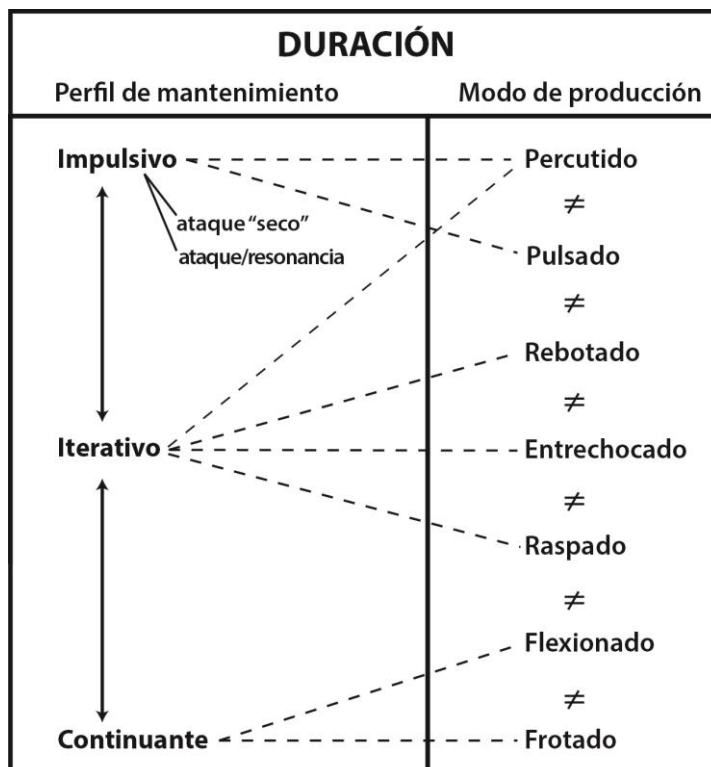 DURACIÓN
Perfil de mantenimiento
Modo de producción
Impulsivo
Percutido
ataque "seco"
≠
ataque/resonancia
Pulsado
≠
Rebotado
≠
Iterativo
Entrechocado
≠
Raspado
≠
Flexionado
≠
Continuante
Frotado